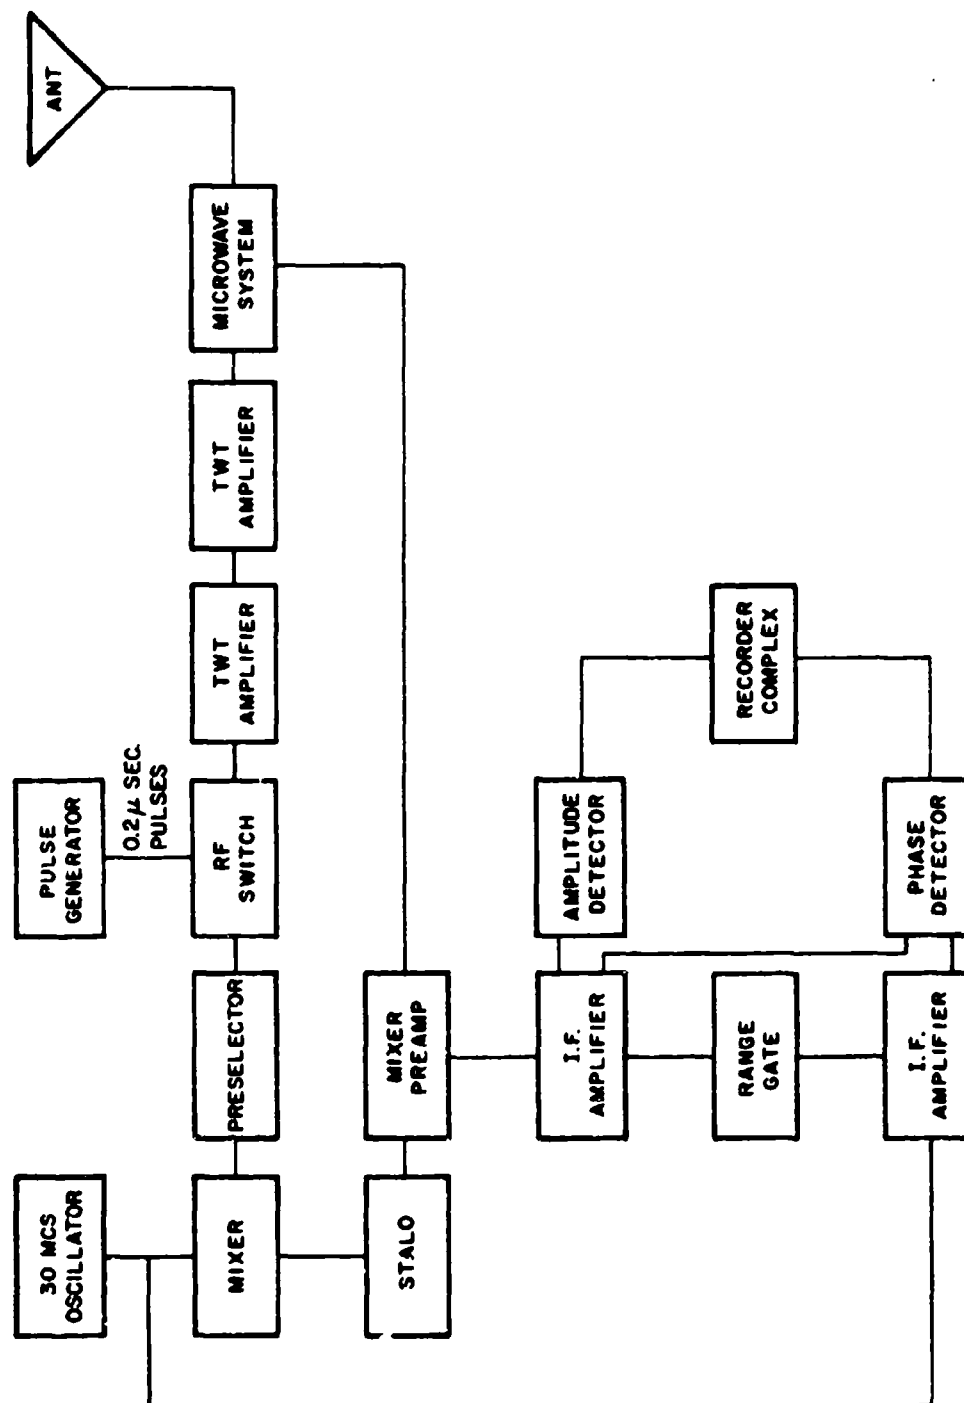 30 MCS
OSCILLATOR
PULSE
GENERATOR
ANT
0.2 μ SEC.
PULSES
MIXER
PRESELECTOR
RF
SWITCH
TWT
AMPLIFIER
TWT
AMPLIFIER
MICROWAVE
SYSTEM
STALO
MIXER
PREAMP
I.F.
AMPLIFIER
AMPLITUDE
DETECTOR
RANGE
GATE
RECORDER
COMPLEX
I.F.
AMPLIFIER
PHASE
DETECTOR